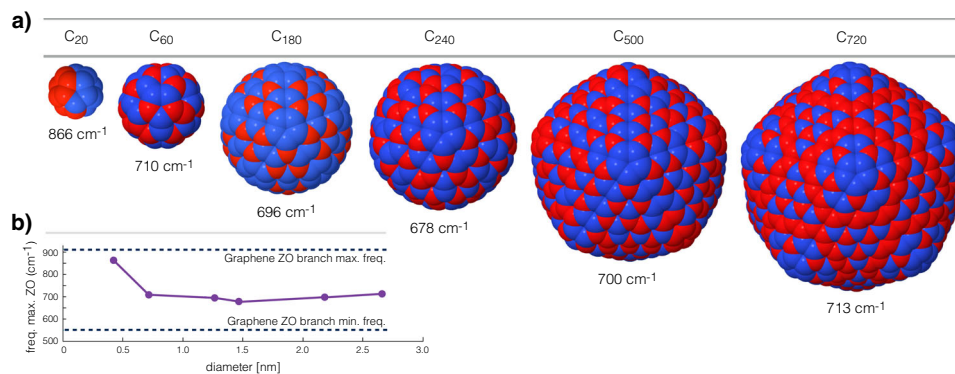 a)
C20 C60 C180 C240 C500 C720
866 cm-1
710 cm-1
696 cm-1
678 cm-1
700 cm-1
713 cm-1
b)
freq. max. ZO (cm-1)
900
800
700
600
500
Graphene ZO branch max. freq.
Graphene ZO branch min. freq.
0 0.5 1.0 1.5 2.0 2.5 3.0
diameter [nm]